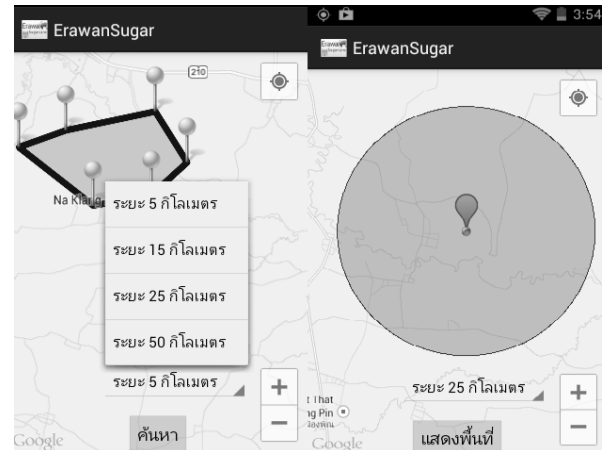 ErawanSugar
210
Na Klang
ระยะ 5 กิโลเมตร
ระยะ 15 กิโลเมตร
ระยะ 25 กิโลเมตร
ระยะ 50 กิโลเมตร
ระยะ 5 กิโลเมตร
+
−
Google
ค้นหา
3:54
ErawanSugar
ระยะ 25 กิโลเมตร
+
−
t That
ng Pin
Google
แสดงพื้นที่